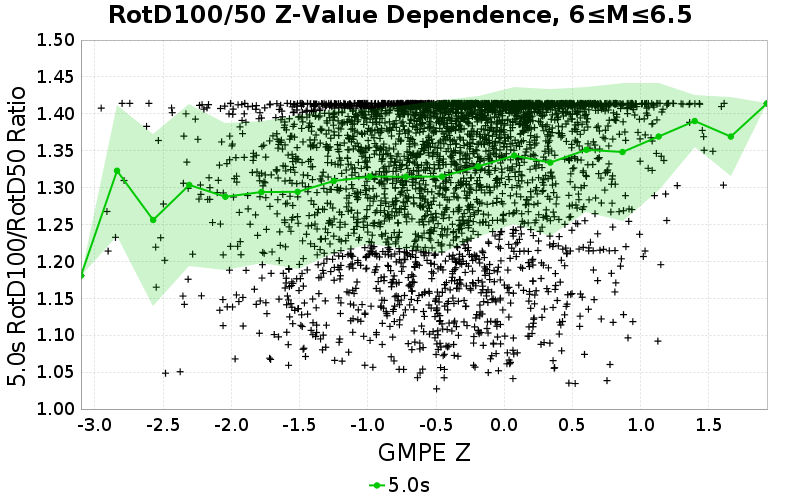 RotD100/50 Z-Value Dependence, 6≤M≤6.5
5.0s RotD100/RotD50 Ratio
1.50
1.45
1.40
1.35
1.30
1.25
1.20
1.15
1.10
1.05
1.00
-3.0 -2.5 -2.0 -1.5 -1.0 -0.5 0.0 0.5 1.0 1.5
GMPE Z
5.0s